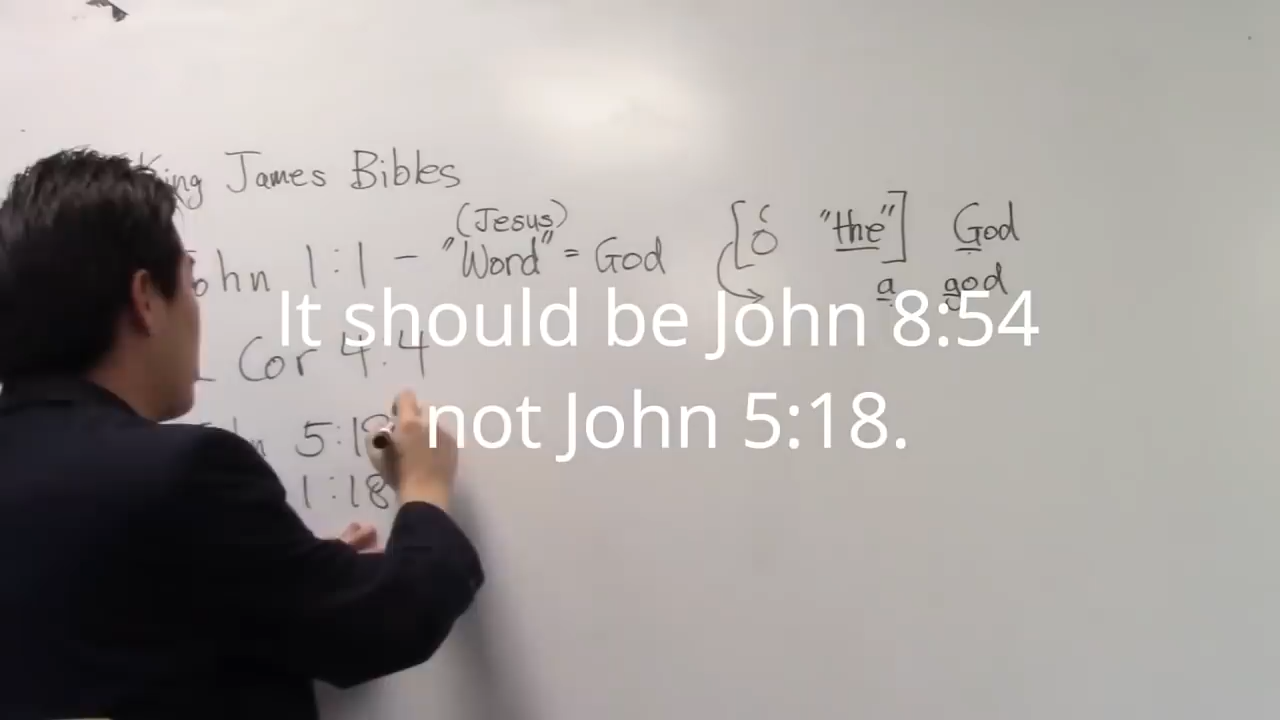 King James Bibles
(Jesus)
John 1:1 - "Word" = God [ὁ "the"] God
a god
It should be John 8:54
Cor 4:4
not John 5:18.
5:18
1:18